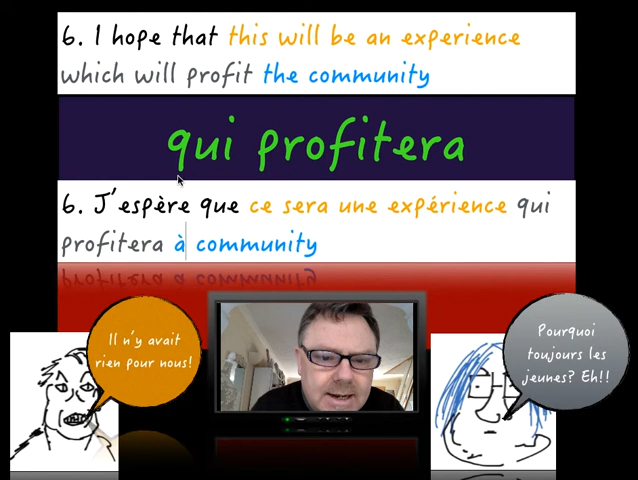 6. I hope that this will be an experience
which will profit the community
qui profitera
6. J'espère que ce sera une expérience qui
profitera à community
Il n'y avait
rien pour nous!
Pourquoi
toujours les
jeunes? Eh!!